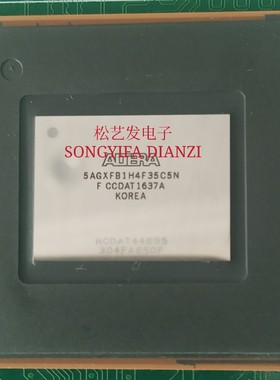 松艺发电子
SONGYIFA DIANZI
ALTERA
5AGXFB1H4F35C5N
F CCDAT1637A
KOREA